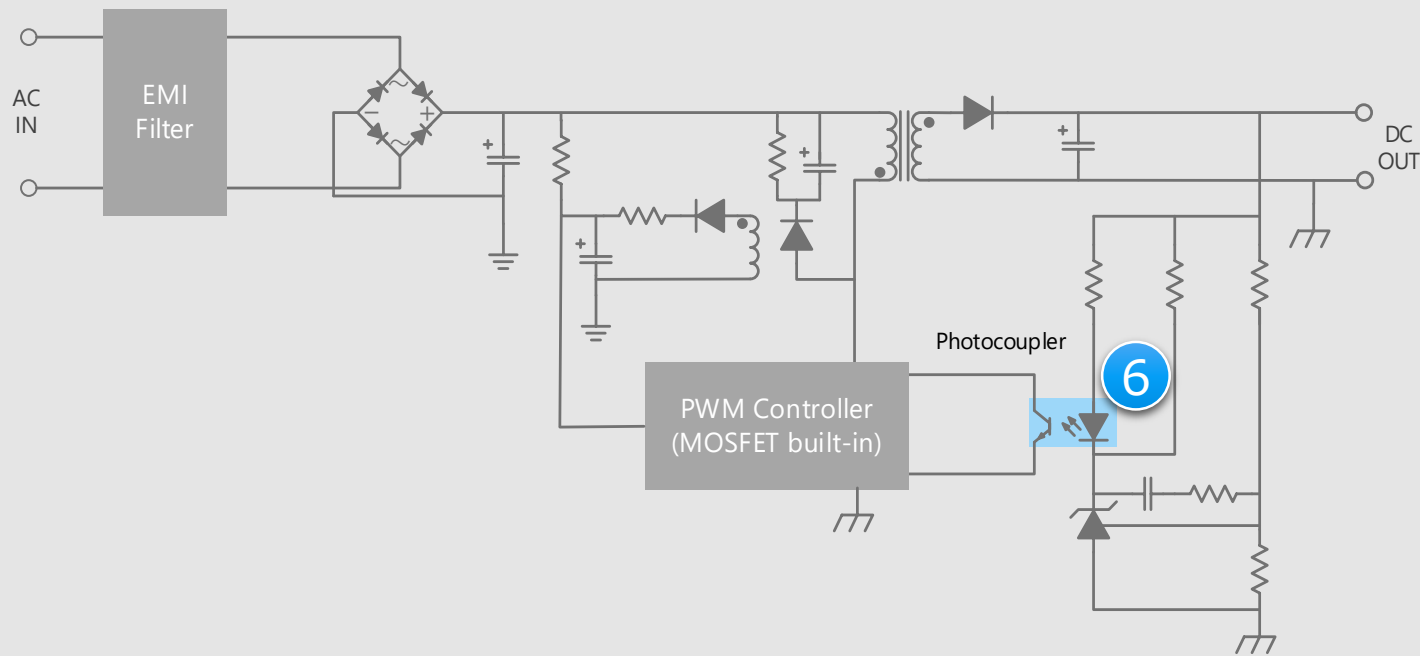 AC
IN
EMI
Filter
~
−
+
~
+
+
+
+
DC
OUT
Photocoupler
6
PWM Controller
(MOSFET built-in)